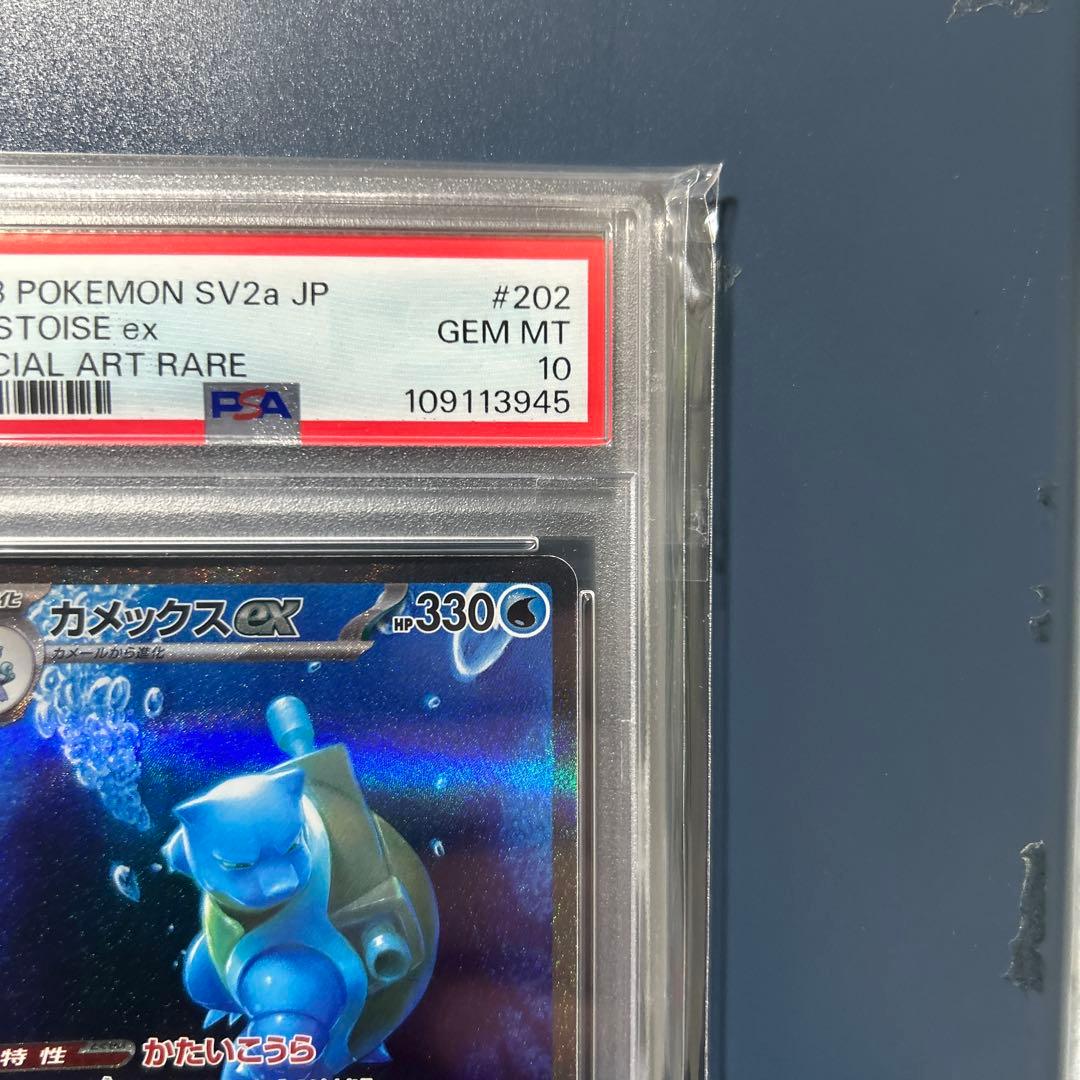 3 POKEMON SV2a JP #202
STOISE ex GEM MT
CIAL ART RARE 10
PSA 109113945
カメックスex HP330
カメールから進化
特性 かたいこうら